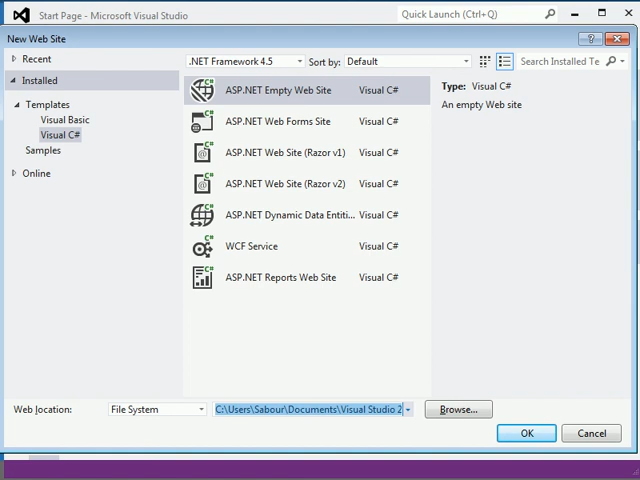 Start Page - Microsoft Visual Studio
Quick Launch (Ctrl+Q)
New Web Site
Recent
.NET Framework 4.5
Sort by: Default
Search Installed Te
Installed
Templates
Visual Basic
Visual C#
Samples
Online
ASP.NET Empty Web Site Visual C#
ASP.NET Web Forms Site Visual C#
ASP.NET Web Site (Razor v1) Visual C#
ASP.NET Web Site (Razor v2) Visual C#
ASP.NET Dynamic Data Entiti... Visual C#
WCF Service Visual C#
ASP.NET Reports Web Site Visual C#
Type: Visual C#
An empty Web site
Web location: File System C:\Users\Sabour\Documents\Visual Studio 2 Browse...
OK Cancel